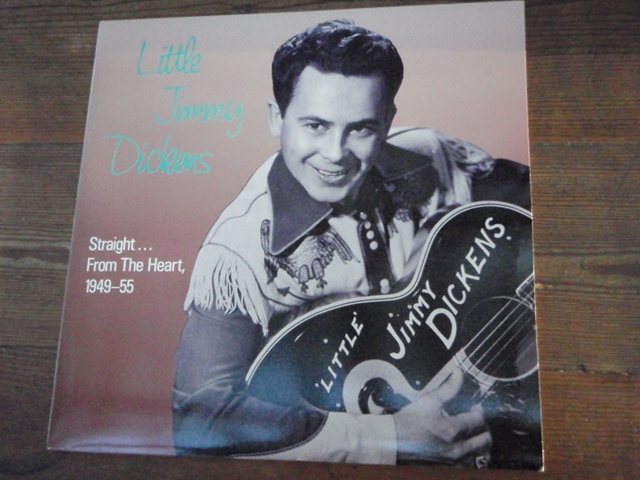 Little
Jimmy
Dickens
Straight...
From The Heart,
1949–55
'LITTLE'
JIMMY
DICKENS